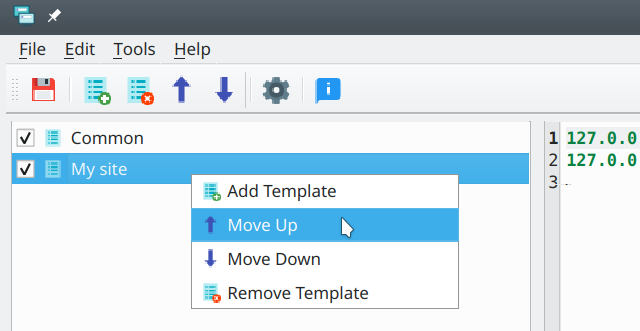 File Edit Tools Help
Common
My site
Add Template
Move Up
Move Down
Remove Template
1 127.0.0
2 127.0.0
3